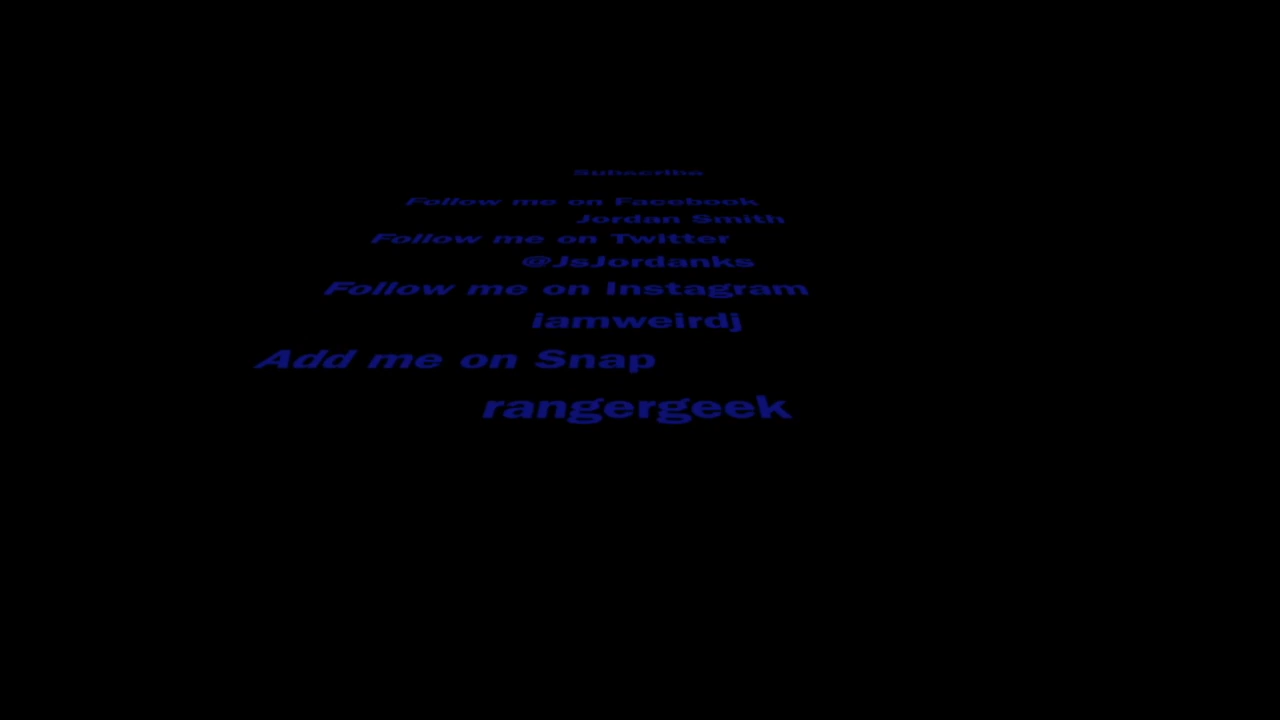 Subscribe
Follow me on Facebook
Jordan Smith
Follow me on Twitter
@JsJordanks
Follow me on Instagram
iamweirdj
Add me on Snap
rangergeek